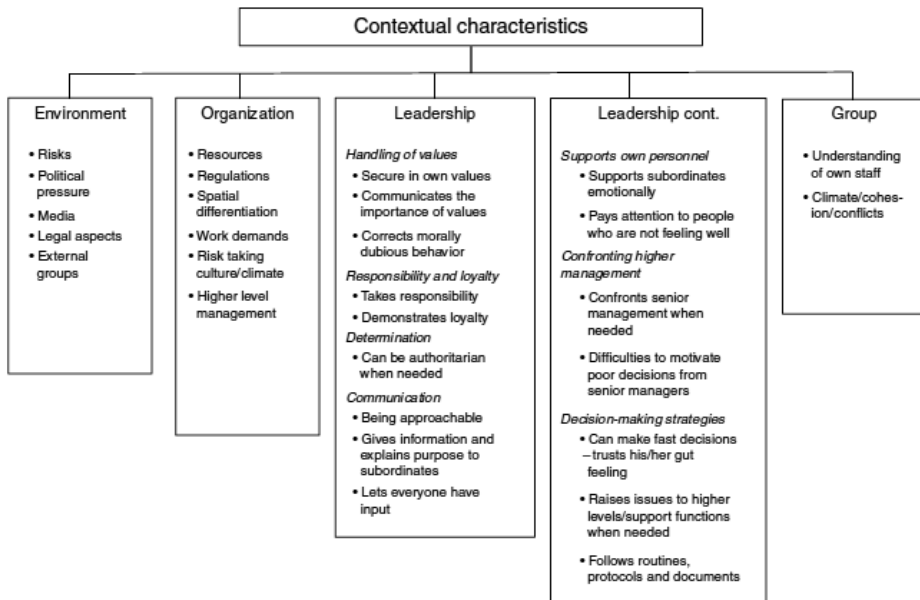 Contextual characteristics
Environment
• Risks
• Political
pressure
• Media
• Legal aspects
• External
groups
Organization
• Resources
• Regulations
• Spatial
differentiation
• Work demands
• Risk taking
culture/climate
• Higher level
management
Leadership
Handling of values
• Secure in own values
• Communicates the
importance of values
• Corrects morally
dubious behavior
Responsibility and loyalty
• Takes responsibility
• Demonstrates loyalty
Determination
• Can be authoritarian
when needed
Communication
• Being approachable
• Gives information and
explains purpose to
subordinates
• Lets everyone have
input
Leadership cont.
Supports own personnel
• Supports subordinates
emotionally
• Pays attention to people
who are not feeling well
Confronting higher
management
• Confronts senior
management when
needed
• Difficulties to motivate
poor decisions from
senior managers
Decision-making strategies
• Can make fast decisions
–trusts his/her gut
feeling
• Raises issues to higher
levels/support functions
when needed
• Follows routines,
protocols and documents
Group
• Understanding
of own staff
• Climate/cohes-
ion/conflicts